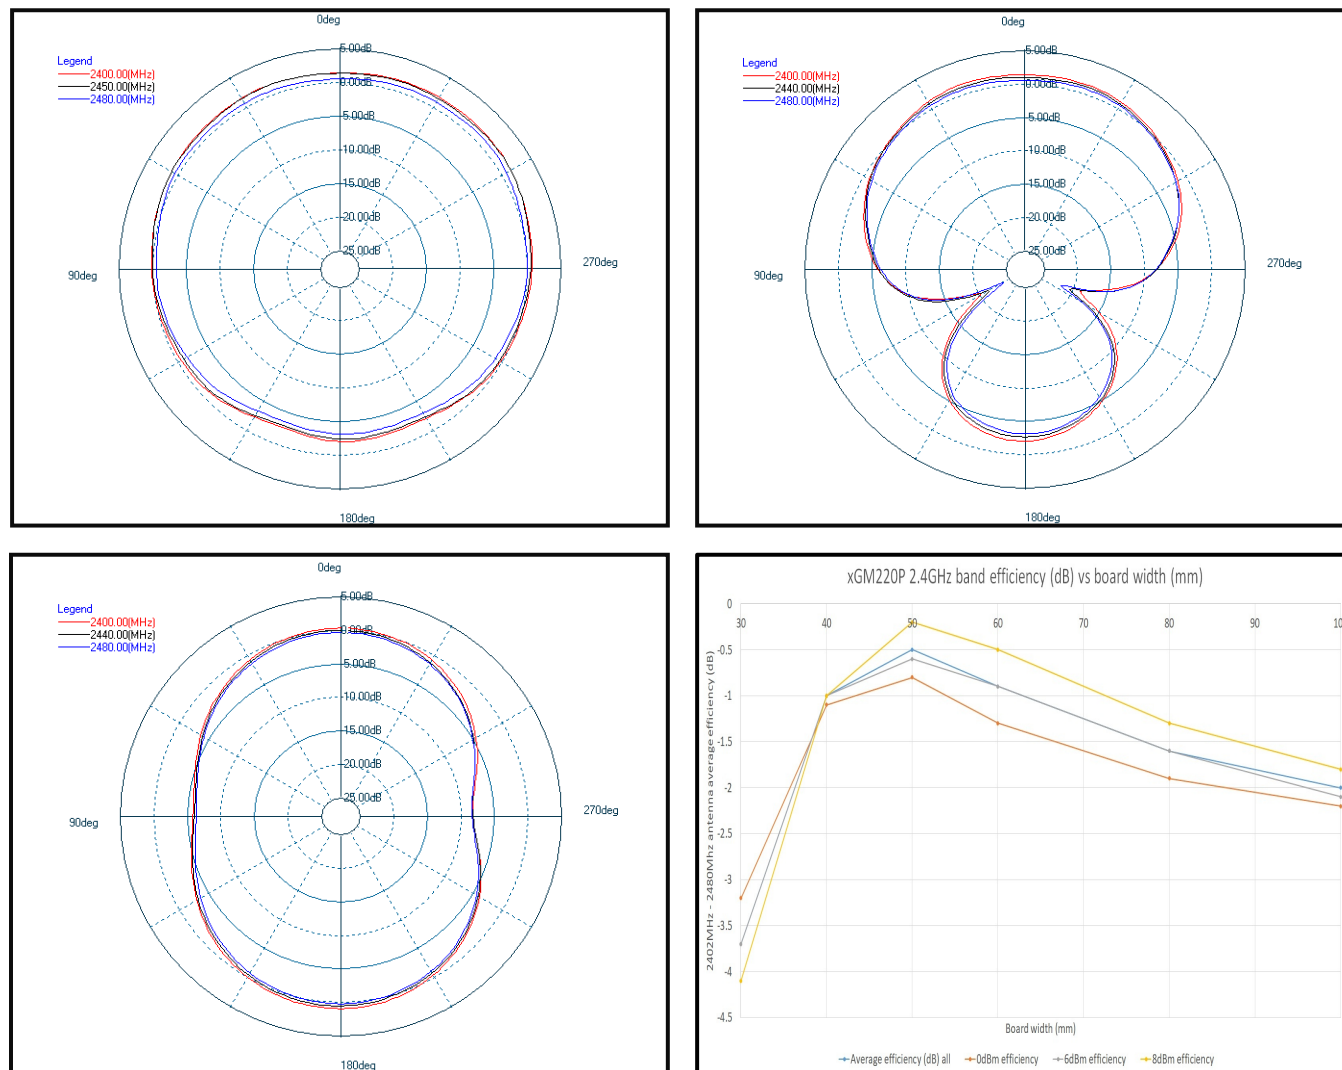 0deg
Legend
2400.00(MHz)
2450.00(MHz)
2480.00(MHz)
5.00dB
0.00dB
5.00dB
10.00dB
15.00dB
20.00dB
25.00dB
90deg
270deg
180deg
0deg
Legend
2400.00(MHz)
2440.00(MHz)
2480.00(MHz)
5.00dB
0.00dB
5.00dB
10.00dB
15.00dB
20.00dB
25.00dB
90deg
270deg
180deg
0deg
Legend
2400.00(MHz)
2440.00(MHz)
2480.00(MHz)
5.00dB
0.00dB
5.00dB
10.00dB
15.00dB
20.00dB
25.00dB
90deg
270deg
180deg
xGM220P 2.4GHz band efficiency (dB) vs board width (mm)
0
30 40 50 60 70 80 90 10
-0.5
-1
-1.5
-2
-2.5
-3
-3.5
-4
-4.5
2402MHz - 2480Mhz antenna average efficiency (dB)
Board width (mm)
Average efficiency (dB) all 0dBm efficiency 6dBm efficiency 8dBm efficiency